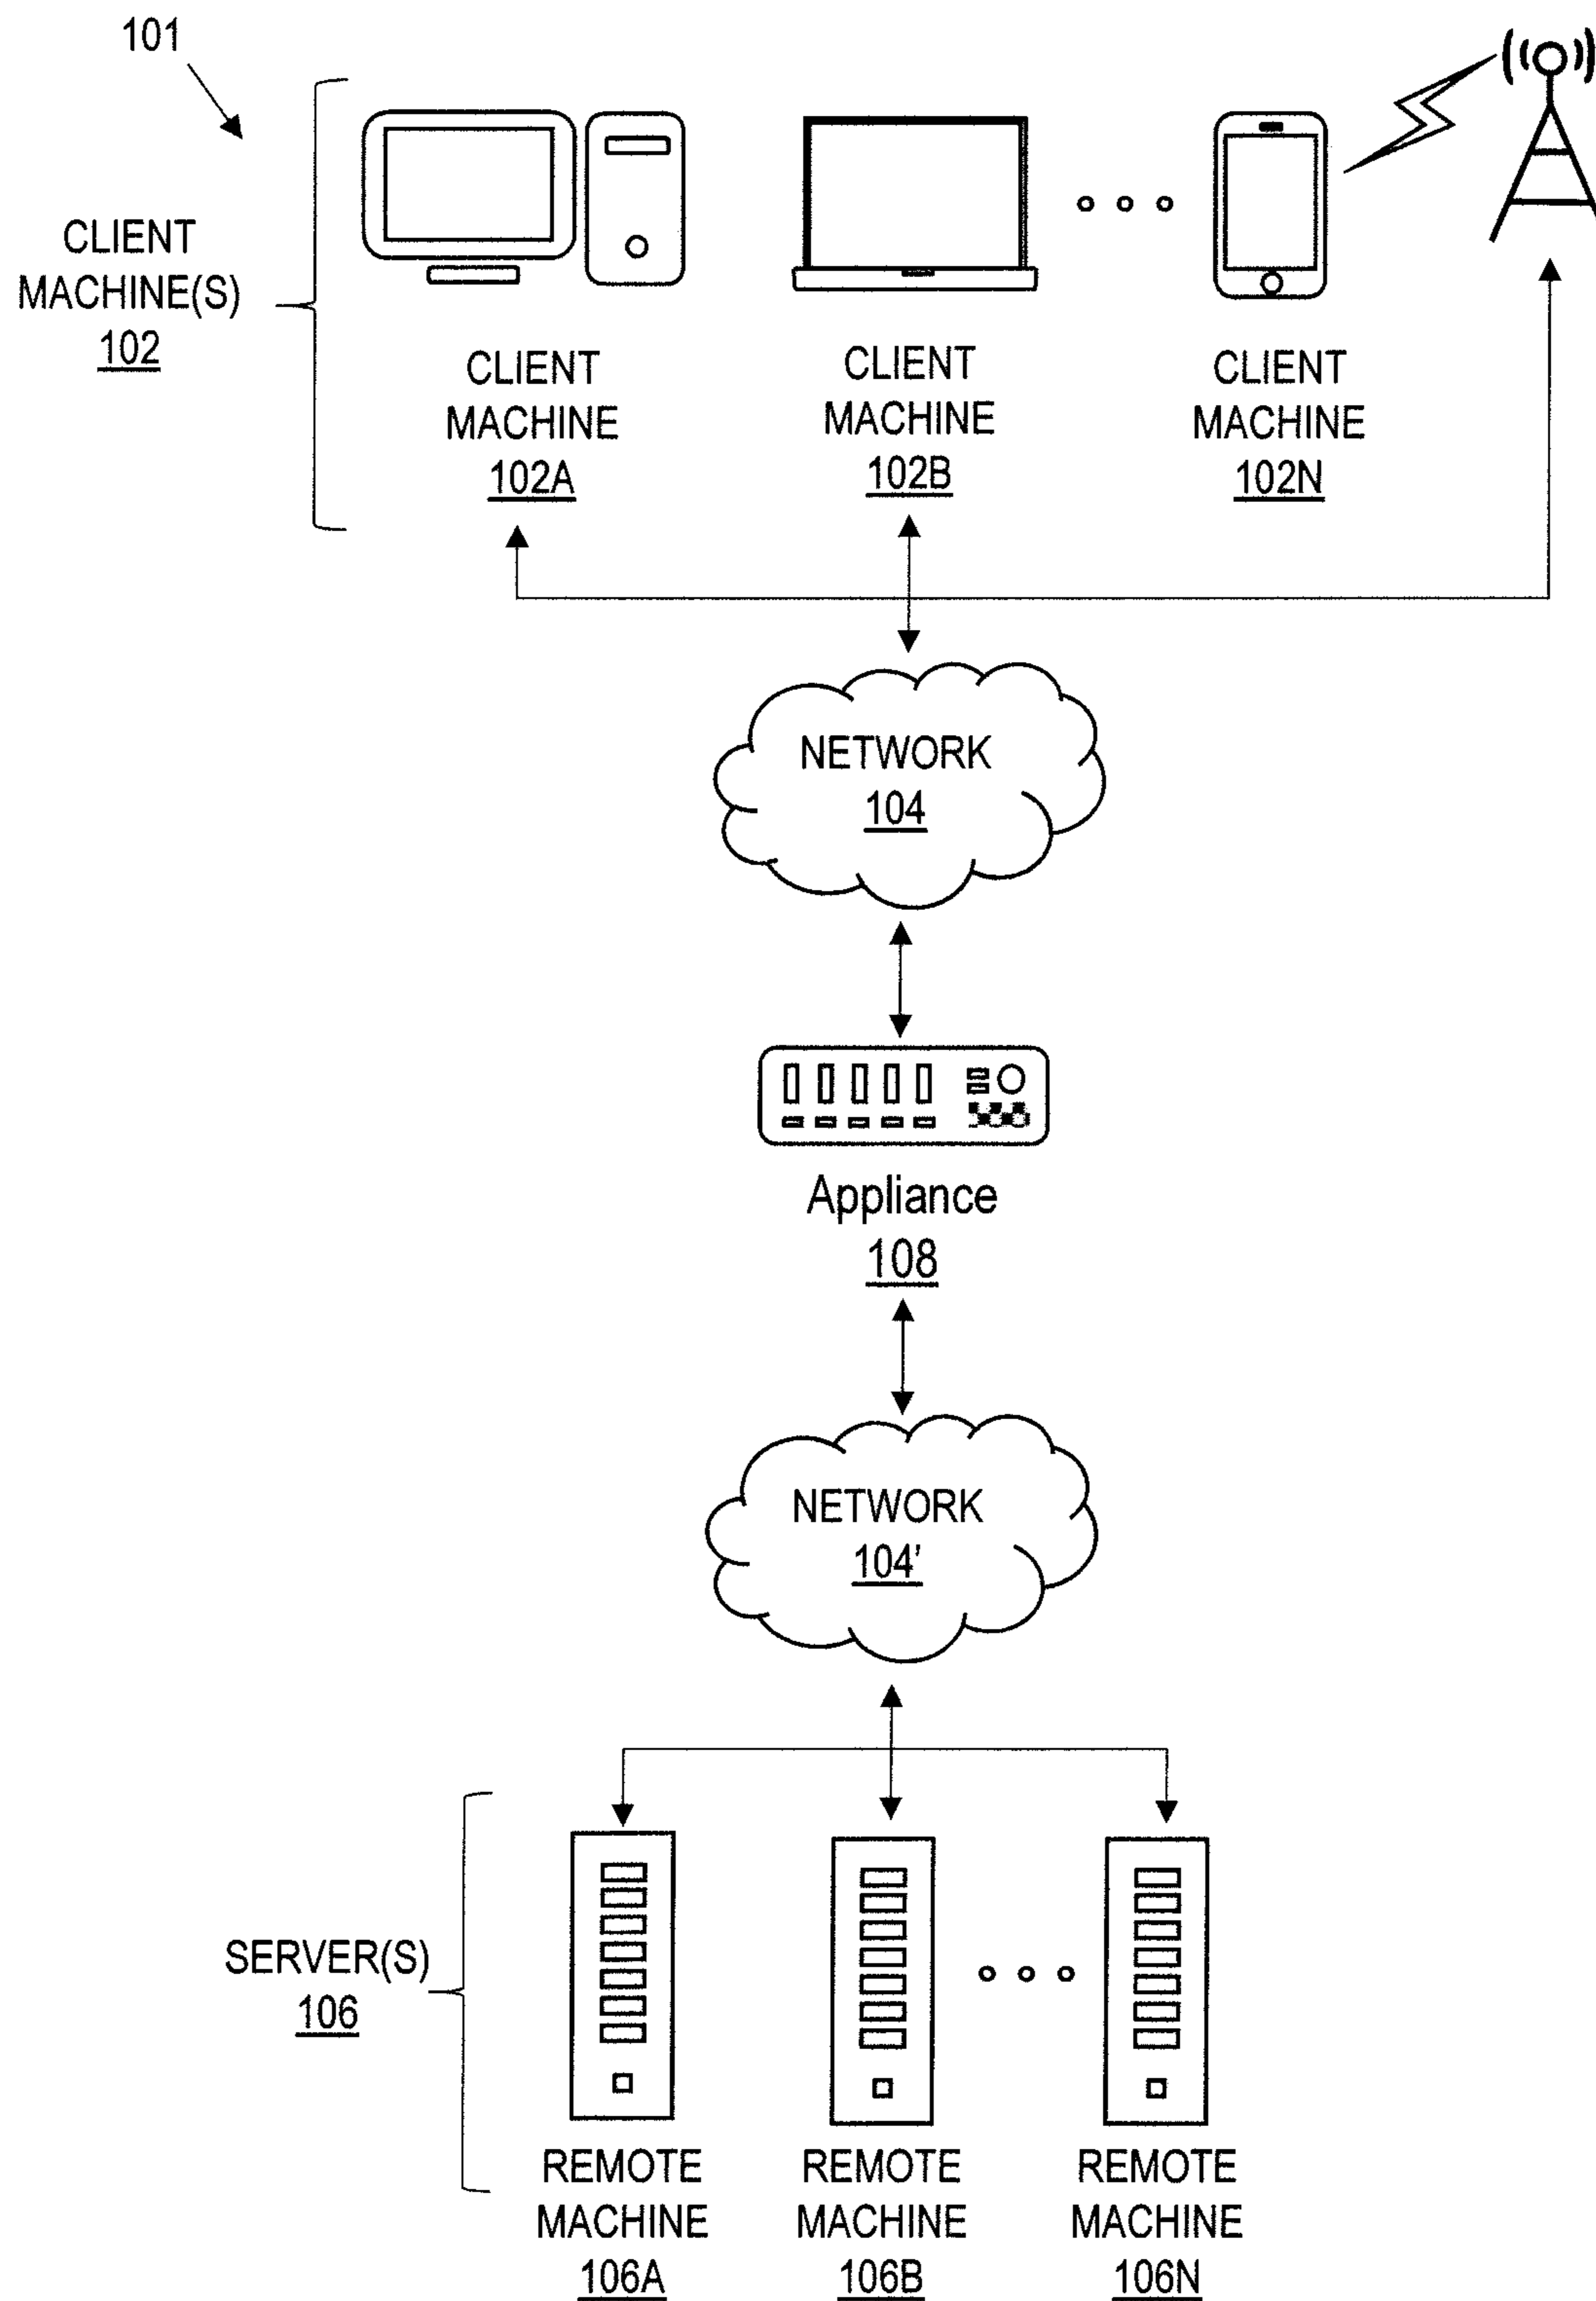 101
CLIENT
MACHINE(S)
102
CLIENT
MACHINE
102A
CLIENT
MACHINE
102B
CLIENT
MACHINE
102N
NETWORK
104
Appliance
108
NETWORK
104'
SERVER(S)
106
REMOTE
MACHINE
106A
REMOTE
MACHINE
106B
REMOTE
MACHINE
106N